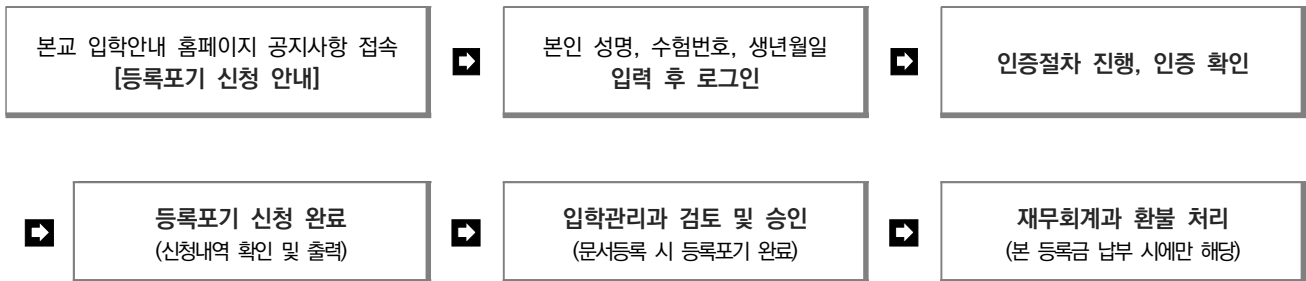 본교 입학안내 홈페이지 공지사항 접속
[등록포기 신청 안내]
본인 성명, 수험번호, 생년월일
입력 후 로그인
인증절차 진행, 인증 확인
등록포기 신청 완료
(신청내역 확인 및 출력)
입학관리과 검토 및 승인
(문서등록 시 등록포기 완료)
재무회계과 환불 처리
(본 등록금 납부 시에만 해당)